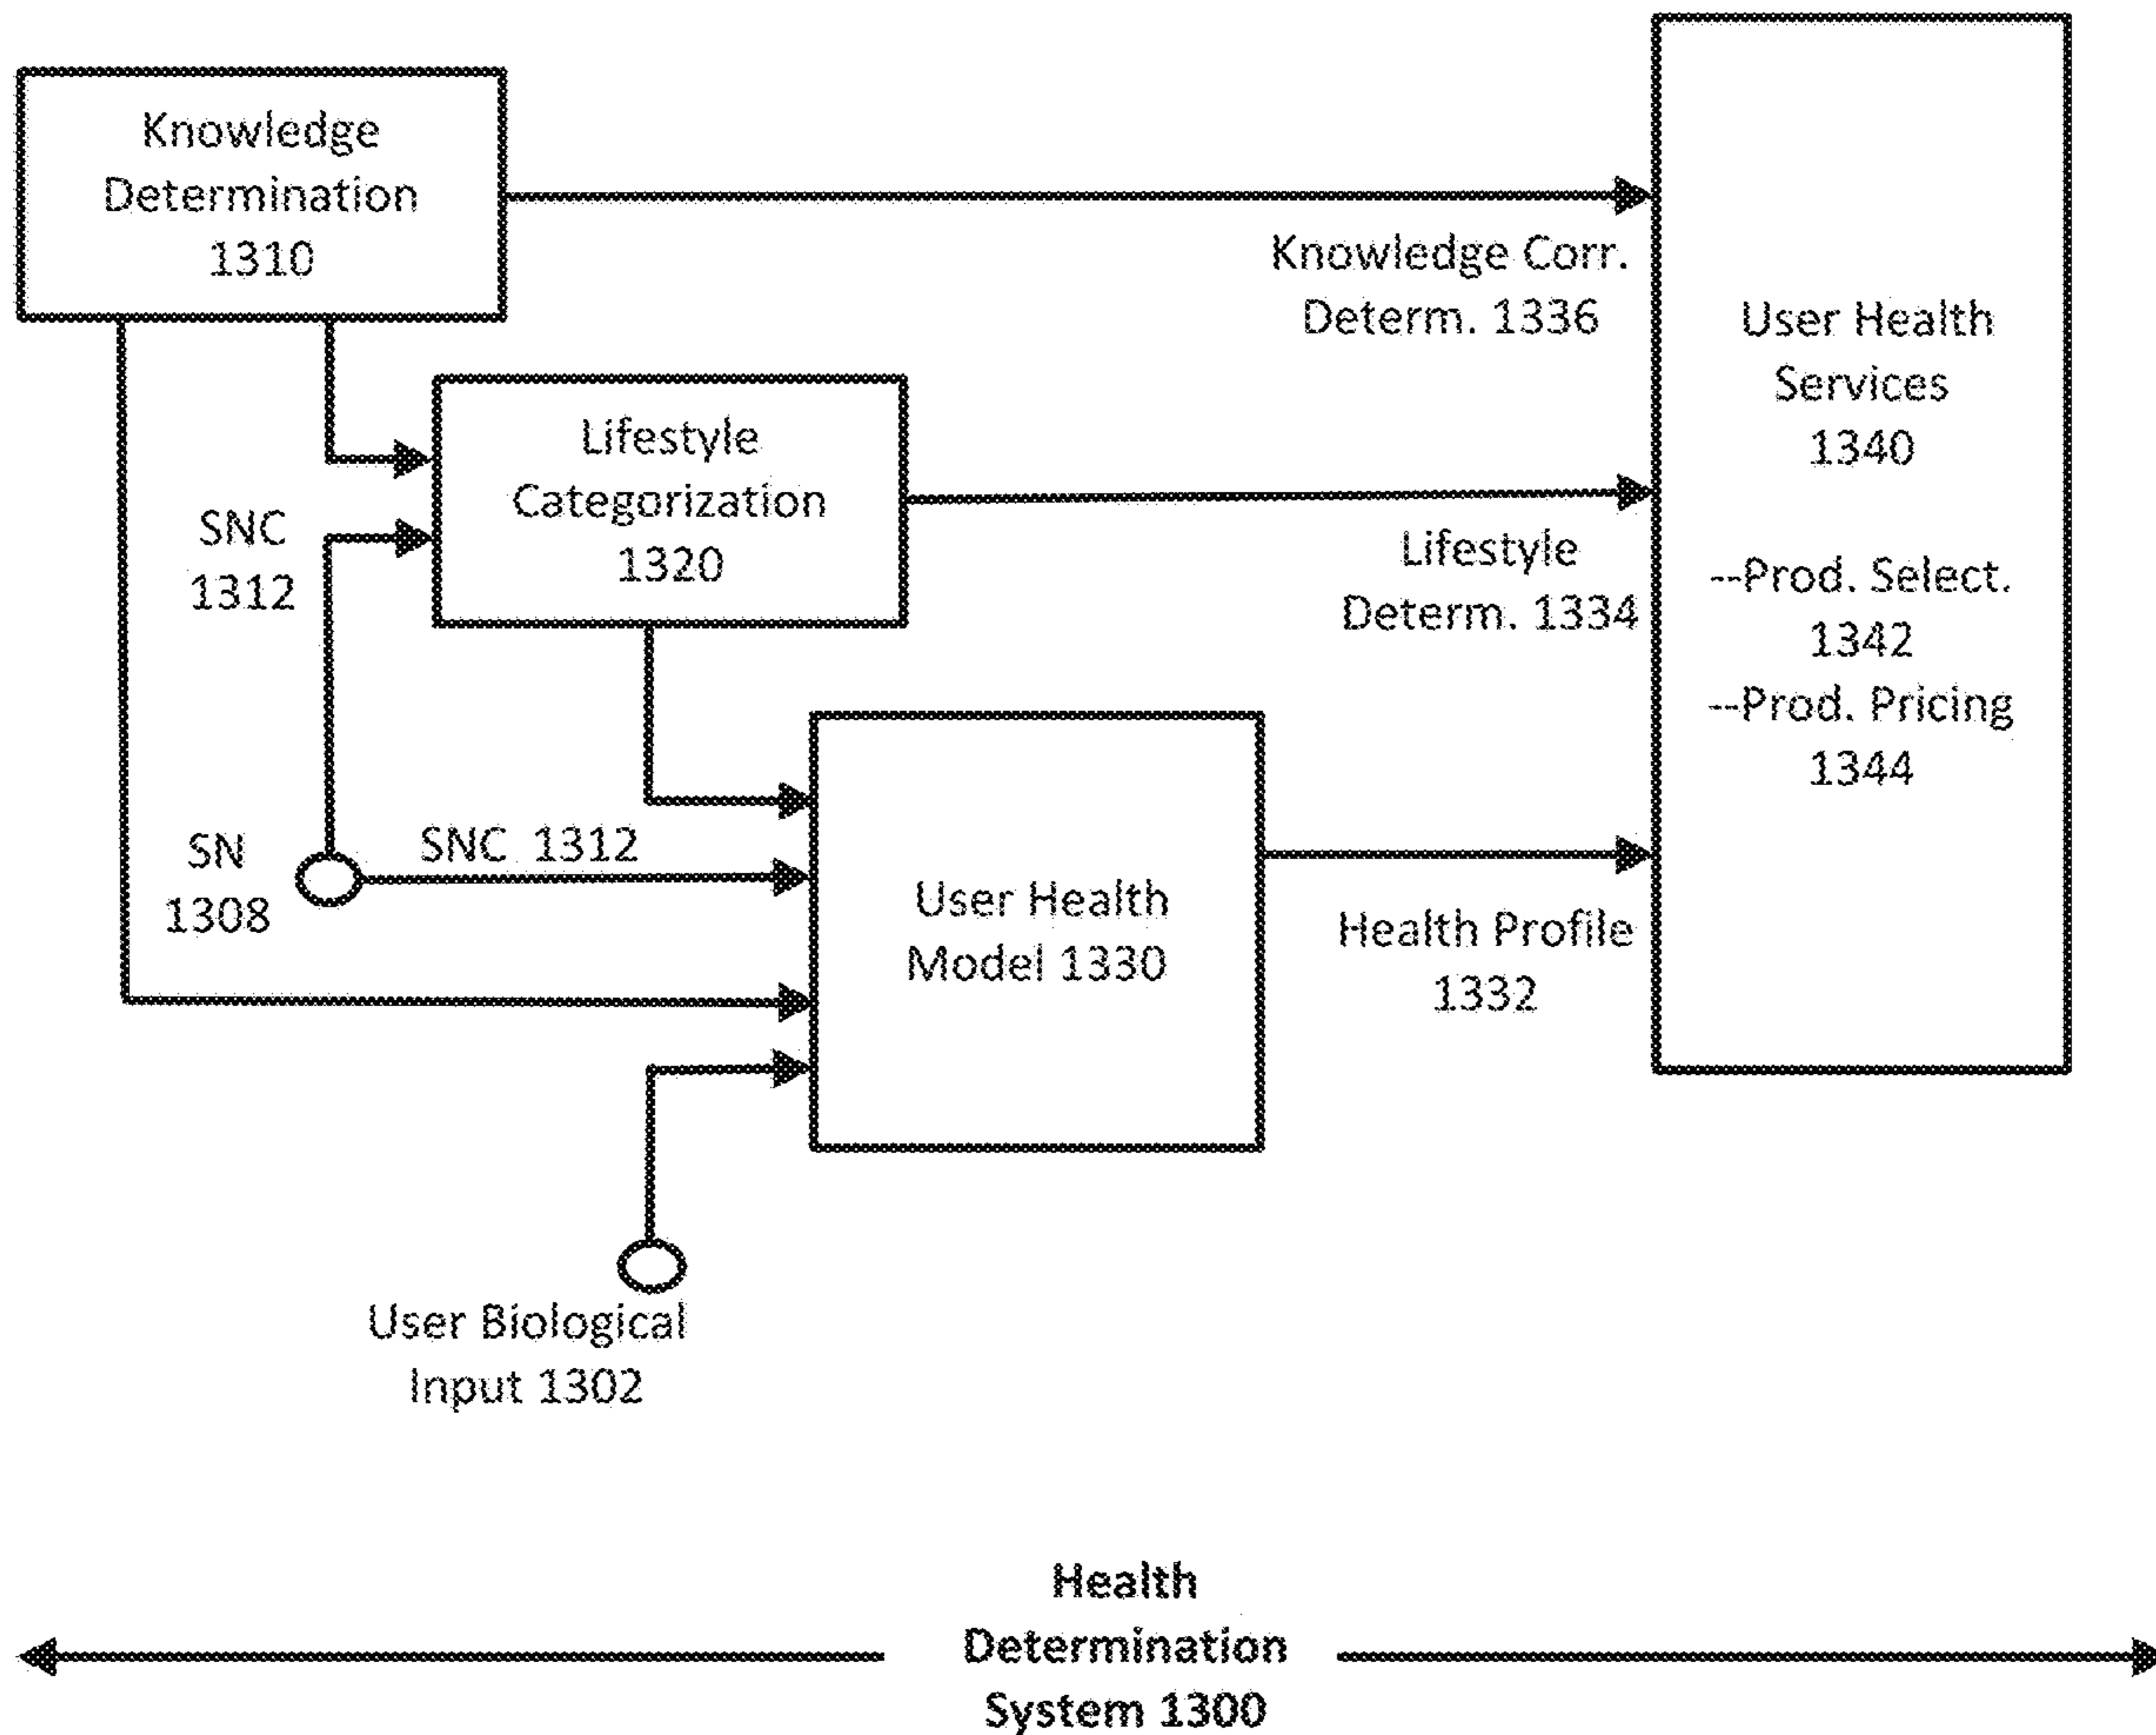 Knowledge
Determination
1310
Knowledge Corr.
Determ. 1336
User Health
Services
1340
--Prod. Select.
1342
--Prod. Pricing
1344
Lifestyle
Categorization
1320
SNC
1312
Lifestyle
Determ. 1334
SN
1308
SNC 1312
User Health
Model 1330
Health Profile
1332
User Biological
Input 1302
Health
Determination
System 1300